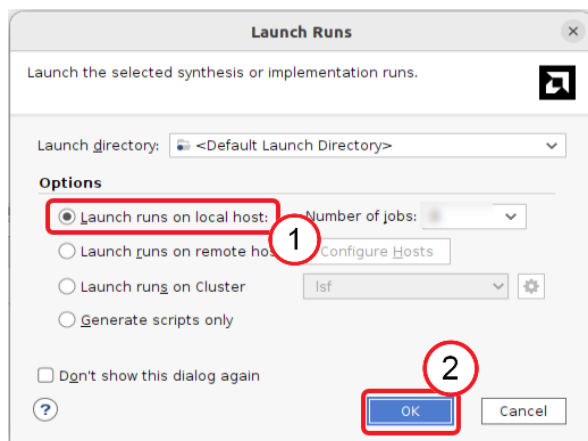 Launch Runs
Launch the selected synthesis or implementation runs.
Launch directory: <Default Launch Directory>
Options
Launch runs on local host: Number of jobs:
1
Launch runs on remote Configure Hosts
Launch runs on Cluster lsf
Generate scripts only
Don't show this dialog again
2
? OK Cancel